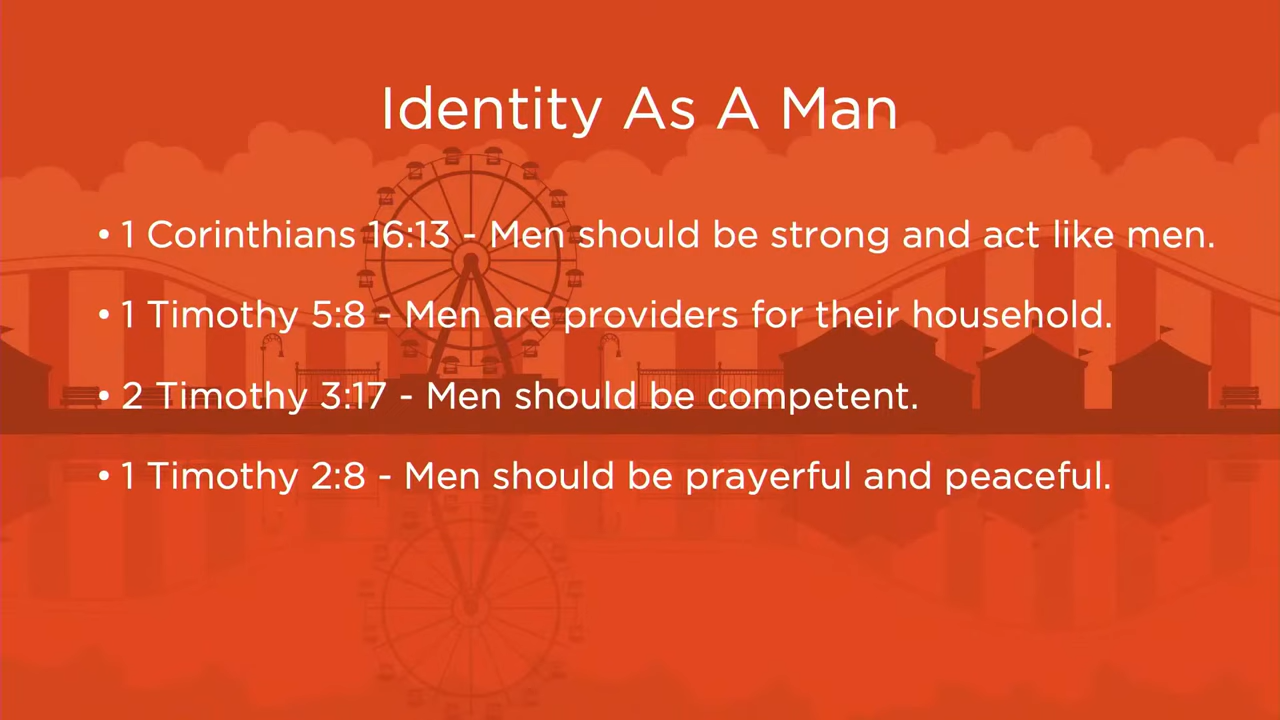 Identity As A Man
• 1 Corinthians 16:13 - Men should be strong and act like men.
• 1 Timothy 5:8 - Men are providers for their household.
• 2 Timothy 3:17 - Men should be competent.
• 1 Timothy 2:8 - Men should be prayerful and peaceful.